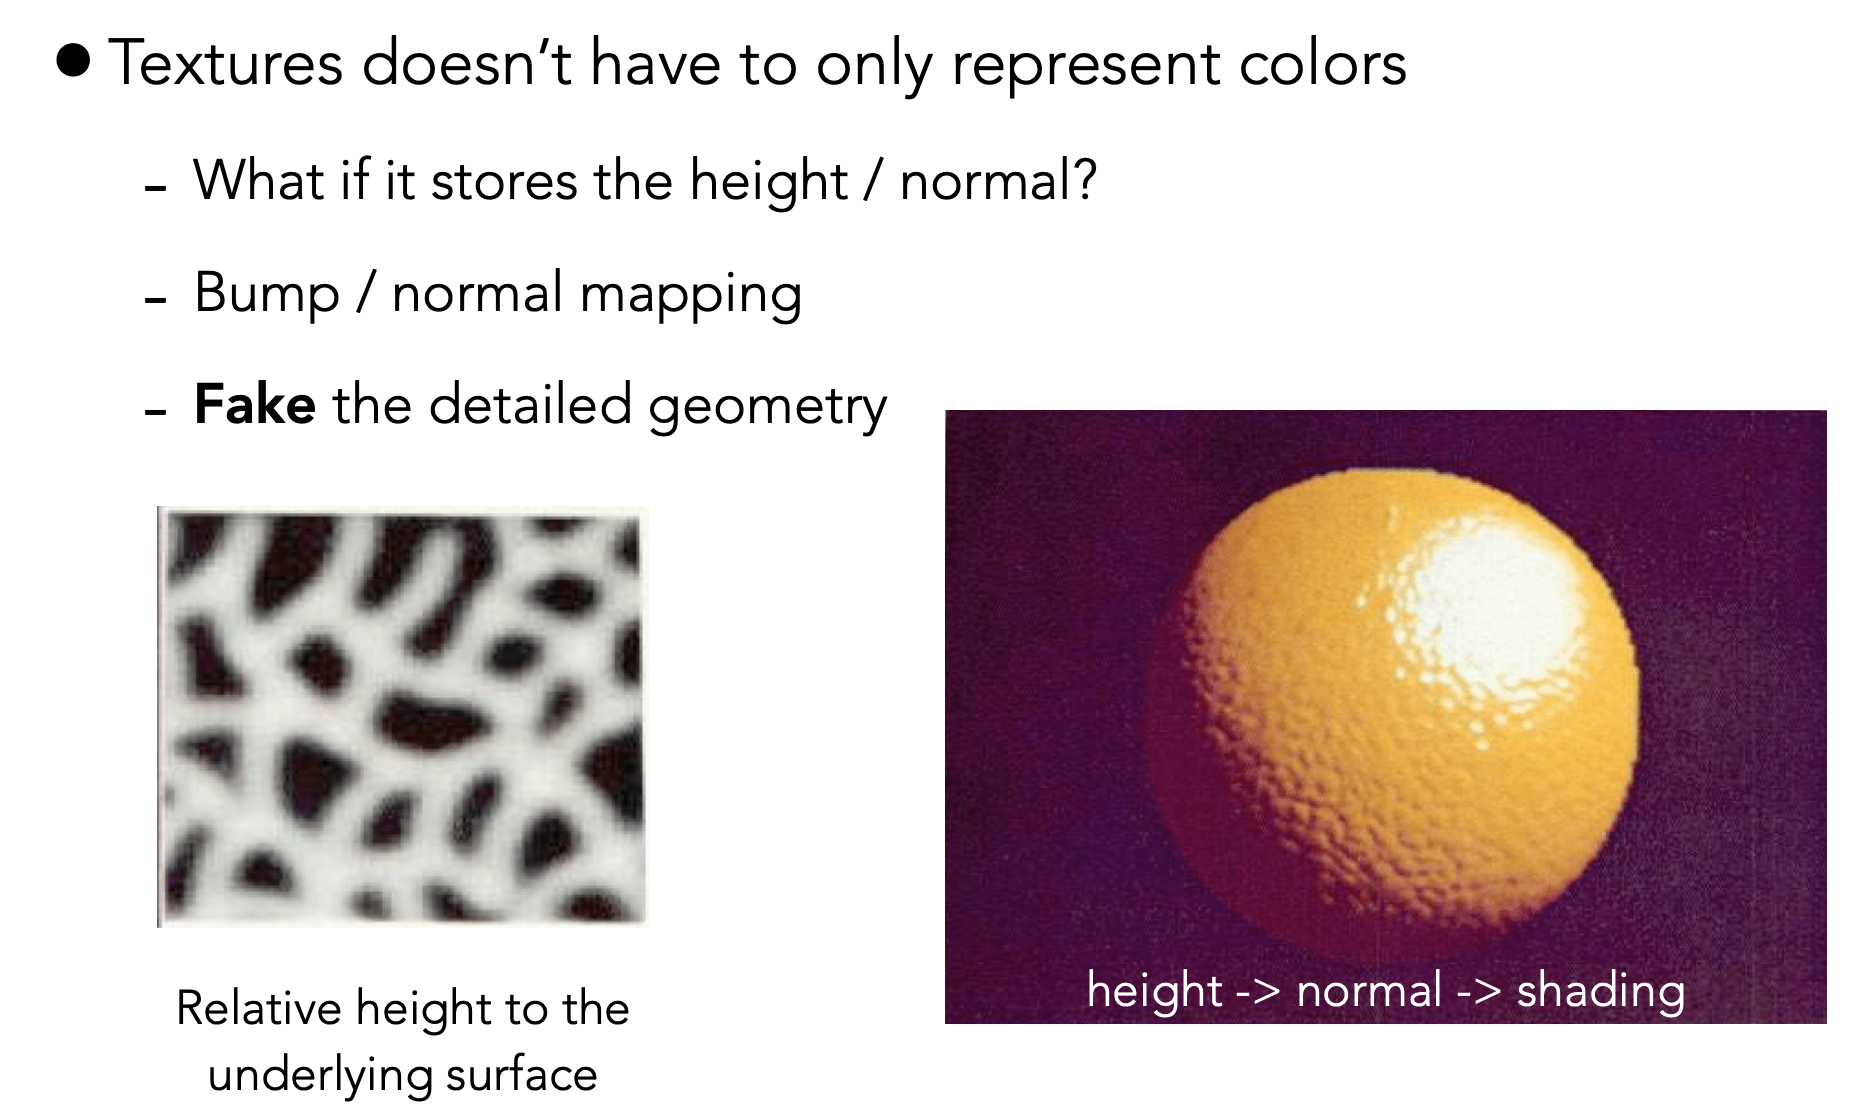 ● Textures doesn’t have to only represent colors
- What if it stores the height / normal?
- Bump / normal mapping
- Fake the detailed geometry
Relative height to the
underlying surface
height -> normal -> shading